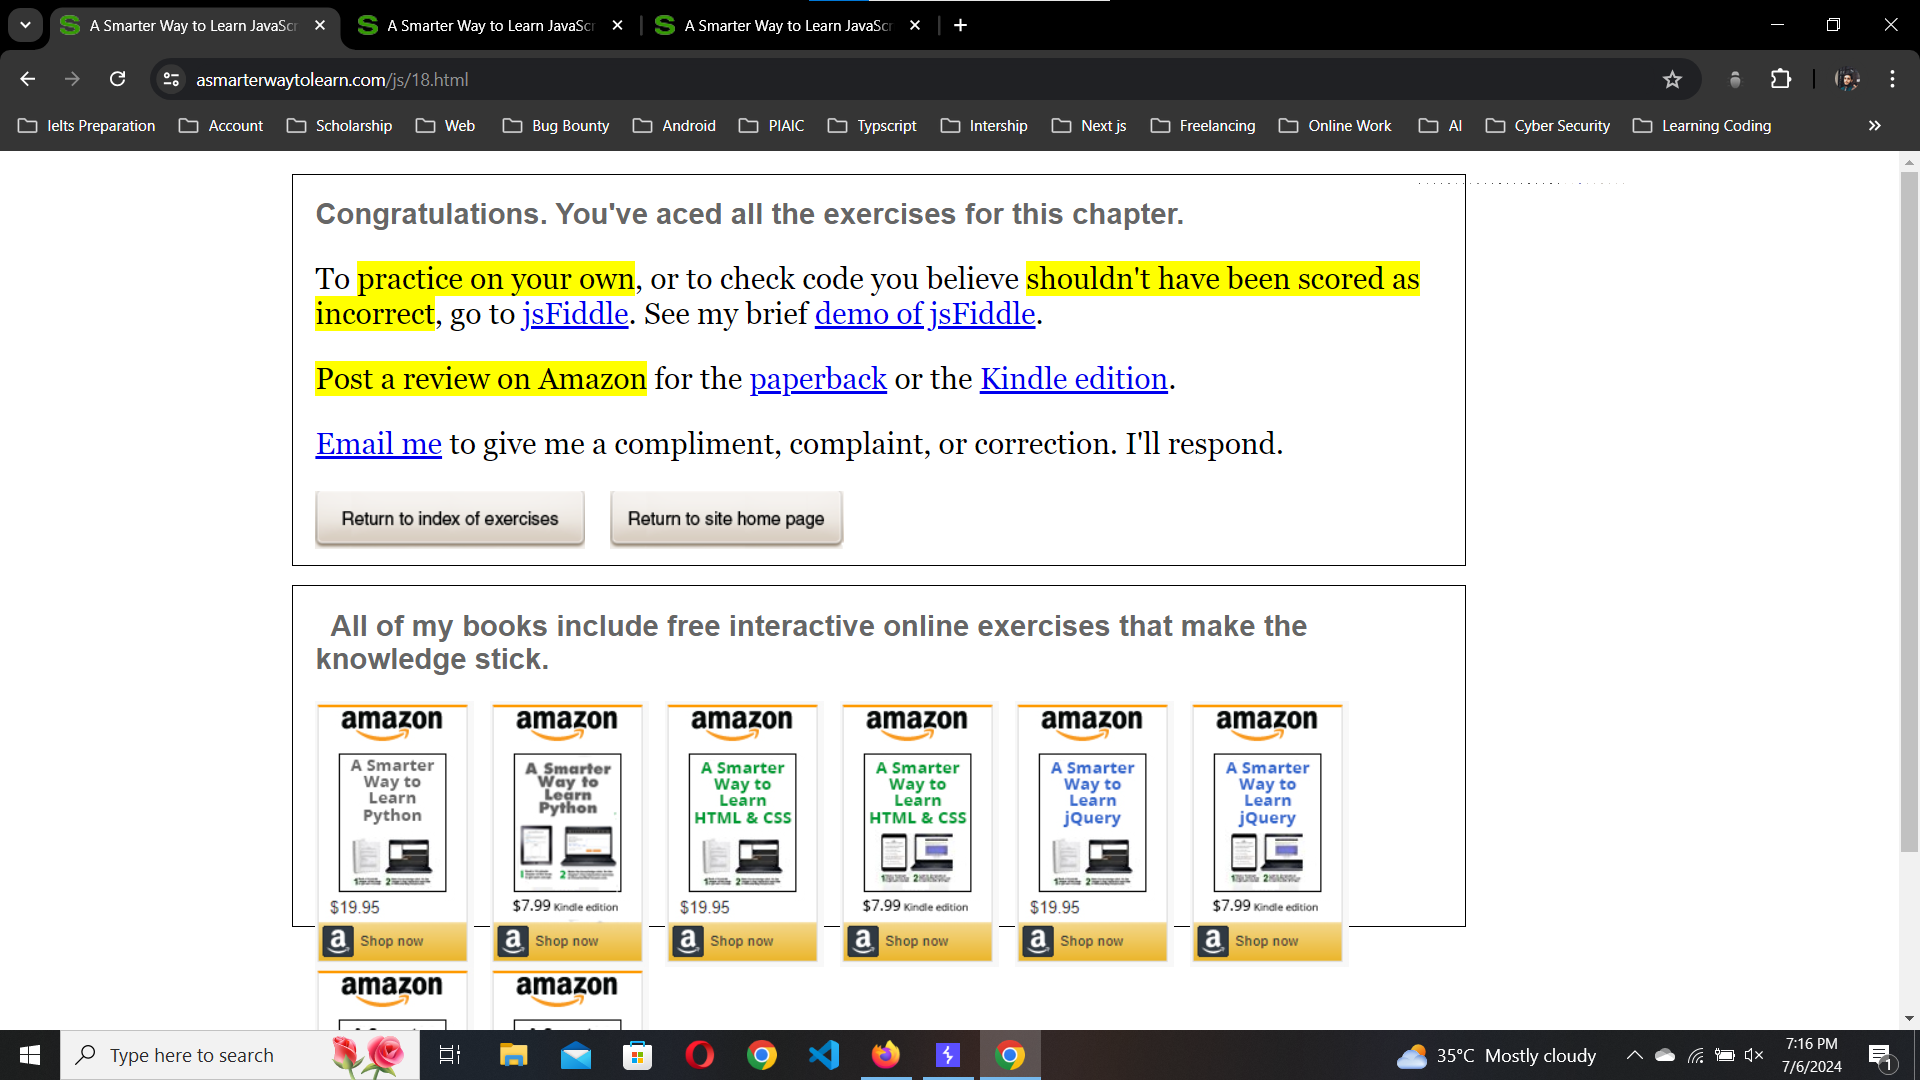 A Smarter Way to Learn JavaScr
A Smarter Way to Learn JavaScr
A Smarter Way to Learn JavaScr
asmarterwaytolearn.com/js/18.html
Ielts Preparation Account Scholarship Web Bug Bounty Android PIAIC Typscript Intership Next js Freelancing Online Work AI Cyber Security Learning Coding
Congratulations. You've aced all the exercises for this chapter.
To practice on your own, or to check code you believe shouldn't have been scored as
incorrect, go to jsFiddle. See my brief demo of jsFiddle.
Post a review on Amazon for the paperback or the Kindle edition.
Email me to give me a compliment, complaint, or correction. I'll respond.
Return to index of exercises Return to site home page
All of my books include free interactive online exercises that make the
knowledge stick.
amazon amazon amazon amazon amazon amazon
A Smarter A Smarter A Smarter A Smarter A Smarter A Smarter
Way to Way to Way to Way to Way to Way to
Learn Learn Learn Learn Learn Learn
Python Python HTML & CSS HTML & CSS jQuery jQuery
$19.95 $7.99 Kindle edition $19.95 $7.99 Kindle edition $19.95 $7.99 Kindle edition
a Shop now a Shop now a Shop now a Shop now a Shop now a Shop now
amazon amazon
Type here to search
35°C Mostly cloudy
7:16 PM
7/6/2024
1